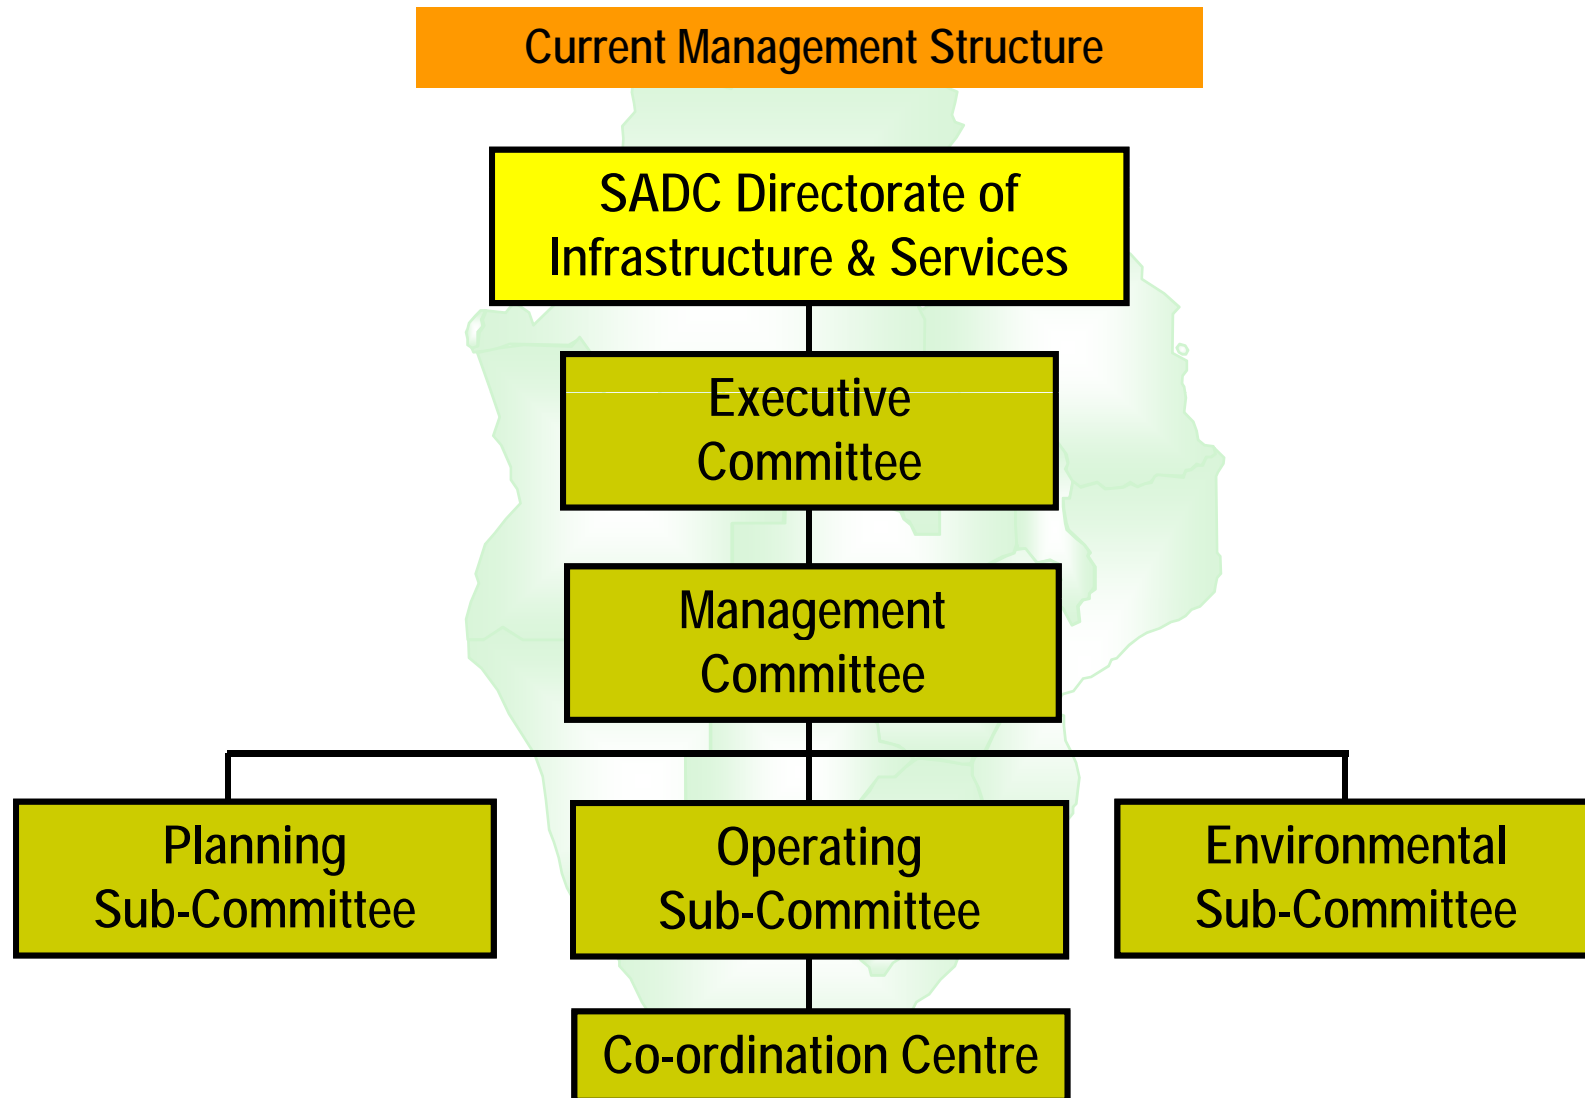 Current Management Structure
SADC Directorate of
Infrastructure & Services
Executive
Committee
Management
Committee
Planning
Sub-Committee
Operating
Sub-Committee
Environmental
Sub-Committee
Co-ordination Centre